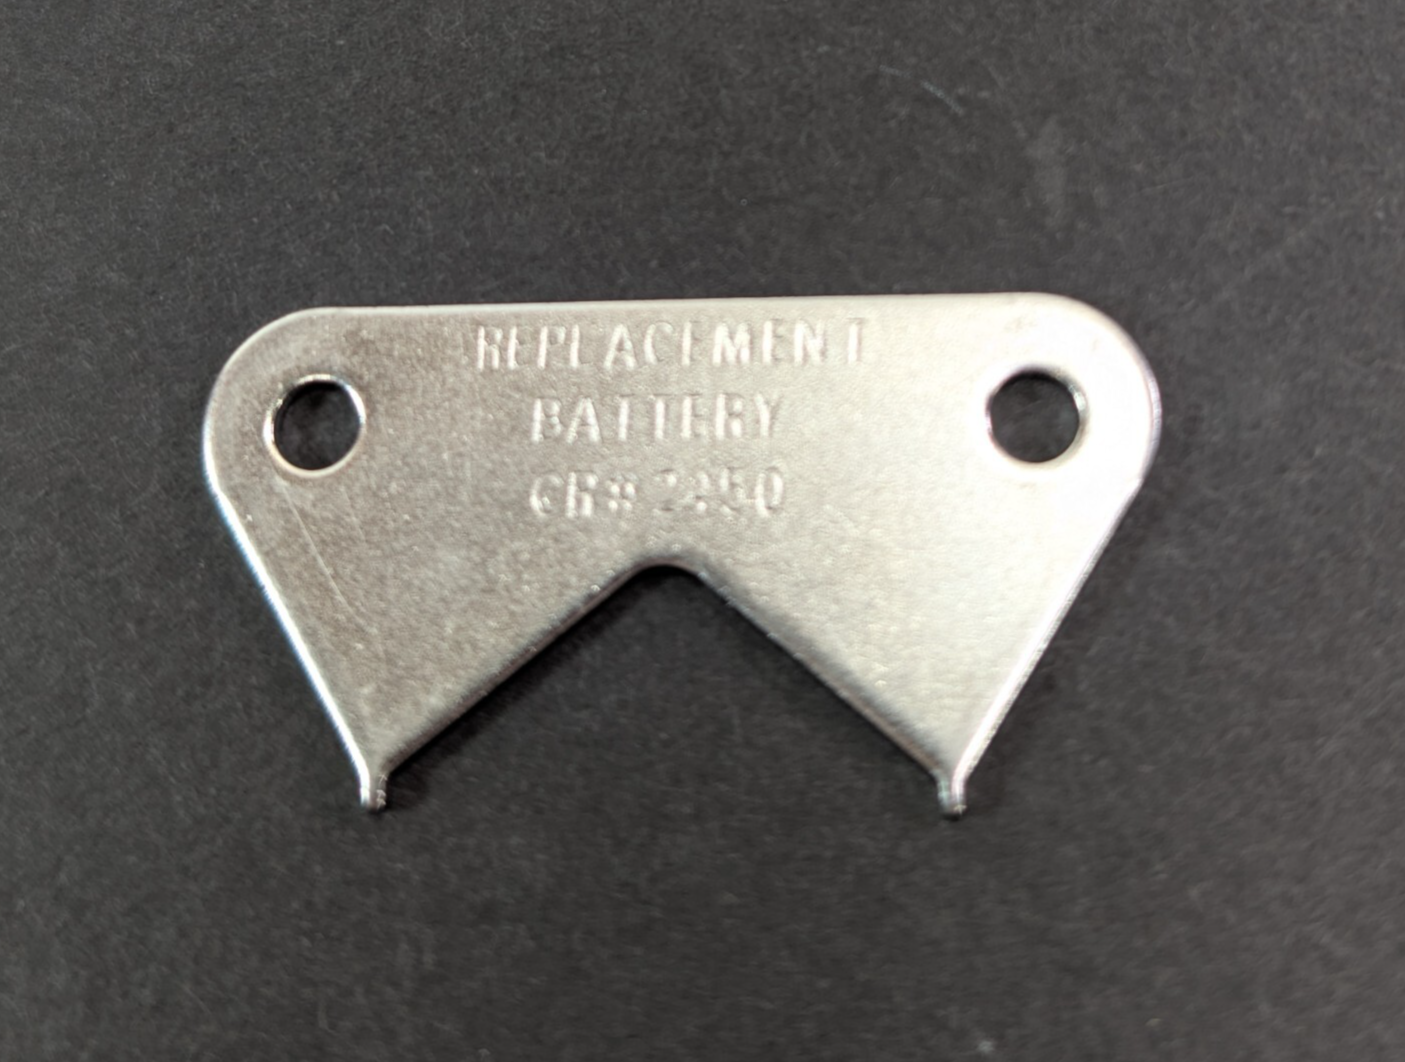 REPLACEMENT
BATTERY
CR# 2450